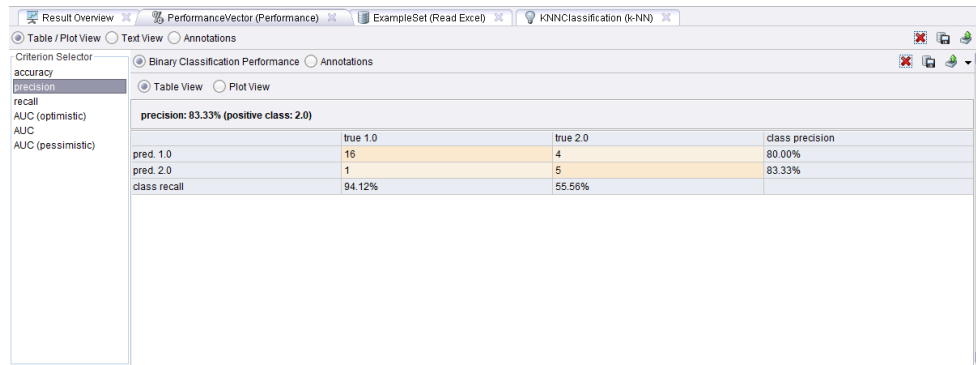 Result Overview % PerformanceVector (Performance) ExampleSet (Read Excel) KNNClassification (k-NN)
Table / Plot View Text View Annotations
Criterion Selector
accuracy
precision
recall
AUC (optimistic)
AUC
AUC (pessimistic)
Binary Classification Performance Annotations
Table View Plot View
precision: 83.33% (positive class: 2.0)
true 1.0 true 2.0 class precision
pred. 1.0 16 4 80.00%
pred. 2.0 1 5 83.33%
class recall 94.12% 55.56%